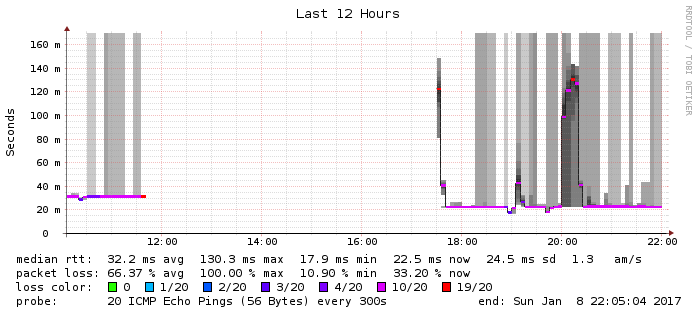 Last 12 Hours
RRDTOOL / TOBI OETIKER
Seconds
160 m
140 m
120 m
100 m
80 m
60 m
40 m
20 m
0
12:00 14:00 16:00 18:00 20:00 22:00
median rtt: 32.2 ms avg 130.3 ms max 17.9 ms min 22.5 ms now 24.5 ms sd 1.3 am/s
packet loss: 66.37 % avg 100.00 % max 10.90 % min 33.20 % now
loss color: 0 1/20 2/20 3/20 4/20 10/20 19/20
probe: 20 ICMP Echo Pings (56 Bytes) every 300s end: Sun Jan 8 22:05:04 2017